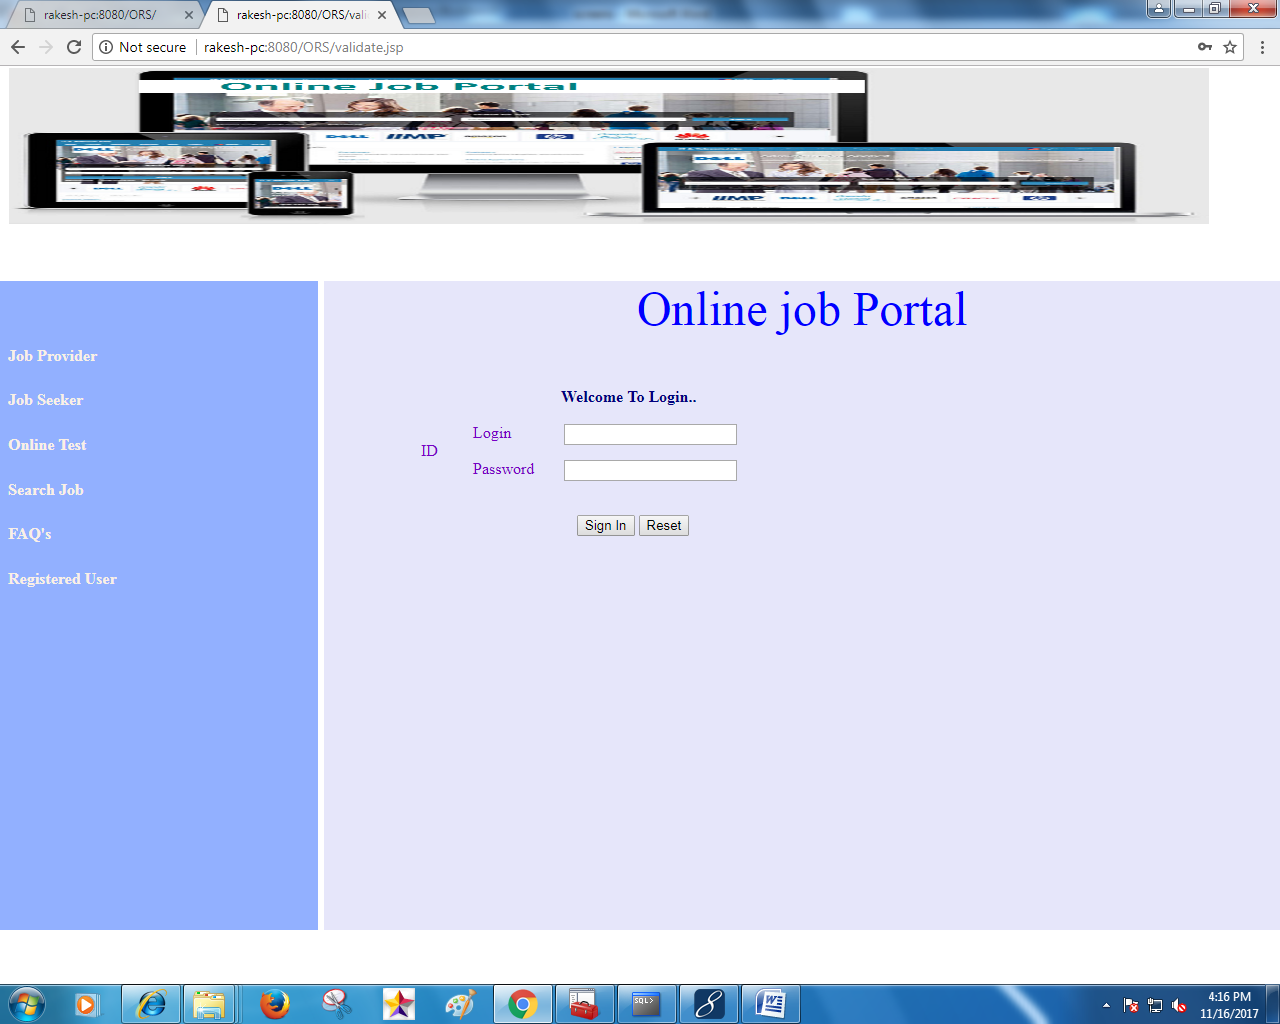 rakesh-pc:8080/ORS/
rakesh-pc:8080/ORS/vali
Not secure
rakesh-pc:8080/ORS/validate.jsp
Online Job Portal
Online job Portal
Job Provider
Job Seeker
Online Test
Search Job
FAQ's
Registered User
Welcome To Login..
ID
Login
Password
Sign In
Reset
SQL>
4:16 PM
11/16/2017